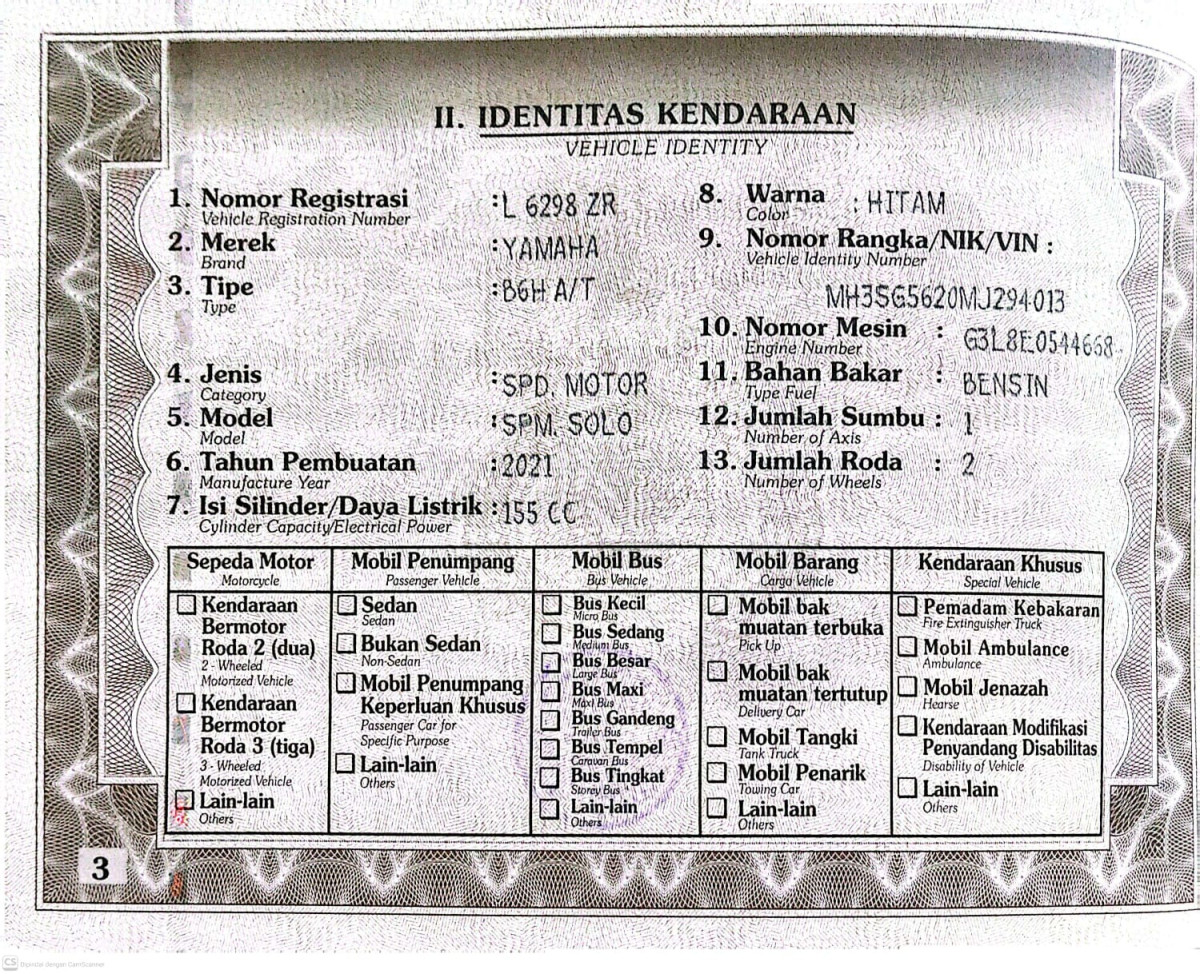 II. IDENTITAS KENDARAAN
VEHICLE IDENTITY
1. Nomor Registrasi : L 6298 ZR
Vehicle Registration Number
2. Merek : YAMAHA
Brand
3. Tipe : B6H A/T
Type
4. Jenis : SPD. MOTOR
Category
5. Model : SPM. SOLO
Model
6. Tahun Pembuatan : 2021
Manufacture Year
7. Isi Silinder/Daya Listrik : 155 CC
Cylinder Capacity/Electrical Power
8. Warna : HITAM
Color
9. Nomor Rangka/NIK/VIN :
Vehicle Identity Number
MH3SG5620MJ294013
10. Nomor Mesin : G3L8E0544668
Engine Number
11. Bahan Bakar : BENSIN
Type Fuel
12. Jumlah Sumbu : 1
Number of Axis
13. Jumlah Roda : 2
Number of Wheels
Sepeda Motor
Motorcycle
Kendaraan
Bermotor
Roda 2 (dua)
2 - Wheeled
Motorized Vehicle
Kendaraan
Bermotor
Roda 3 (tiga)
3 - Wheeled
Motorized Vehicle
Lain-lain
Others
Mobil Penumpang
Passenger Vehicle
Sedan
Sedan
Bukan Sedan
Non-Sedan
Mobil Penumpang
Keperluan Khusus
Passenger Car for
Specific Purpose
Lain-lain
Others
Mobil Bus
Bus Vehicle
Bus Kecil
Micro Bus
Bus Sedang
Medium Bus
Bus Besar
Large Bus
Bus Maxi
Maxi Bus
Bus Gandeng
Trailer Bus
Bus Tempel
Caravan Bus
Bus Tingkat
Storey Bus
Lain-lain
Others
Mobil Barang
Cargo Vehicle
Mobil bak
muatan terbuka
Pick Up
Mobil bak
muatan tertutup
Delivery Car
Mobil Tangki
Tank Truck
Mobil Penarik
Towing Car
Lain-lain
Others
Kendaraan Khusus
Special Vehicle
Pemadam Kebakaran
Fire Extinguisher Truck
Mobil Ambulance
Ambulance
Mobil Jenazah
Hearse
Kendaraan Modifikasi
Penyandang Disabilitas
Disability of Vehicle
Lain-lain
Others
3
CS Dipindai dengan CamScanner